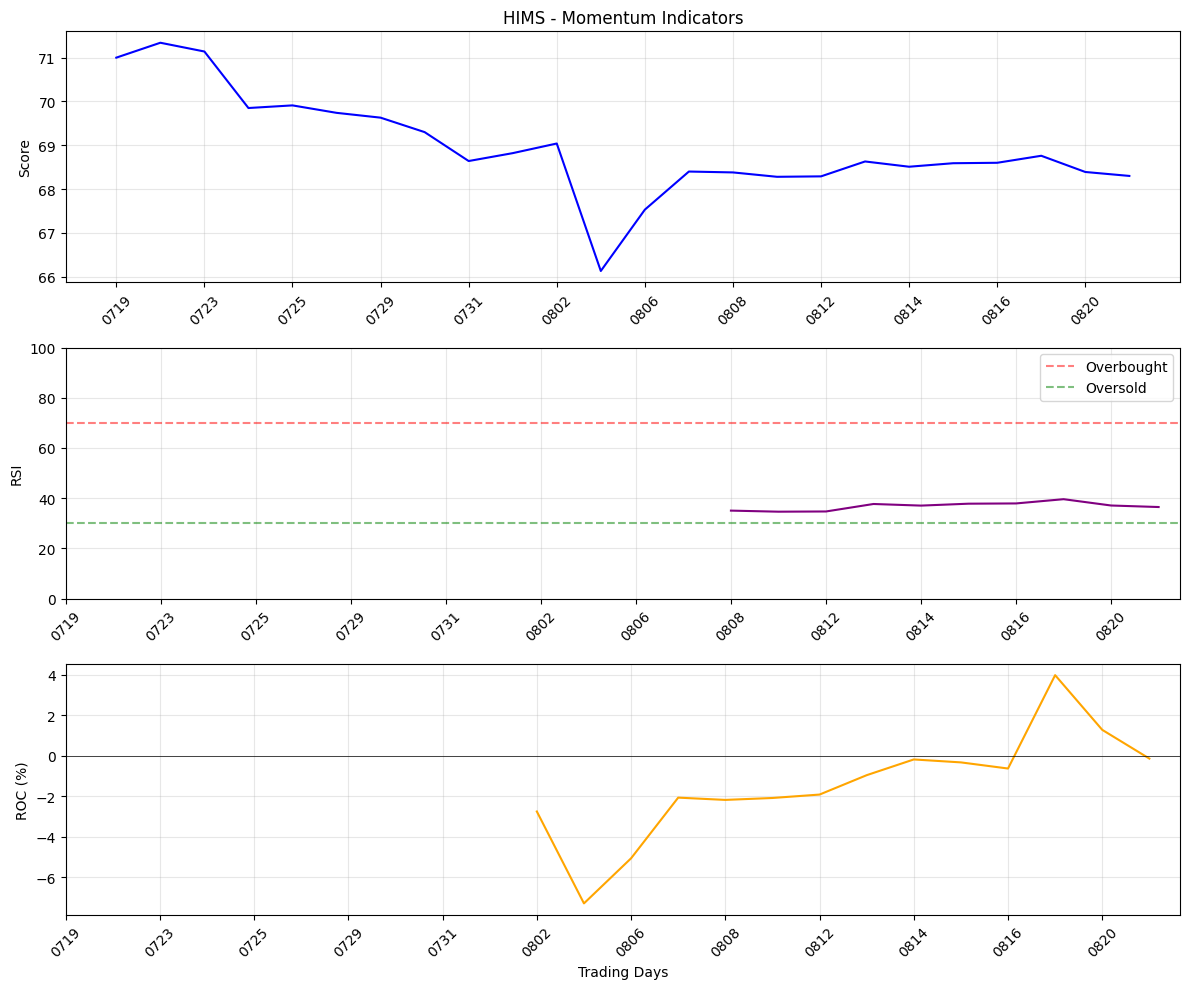 HIMS - Momentum Indicators
Score
71
70
69
68
67
66
0719 0723 0725 0729 0731 0802 0806 0808 0812 0814 0816 0820
RSI
100
80
60
40
20
0
Overbought
Oversold
0719 0723 0725 0729 0731 0802 0806 0808 0812 0814 0816 0820
ROC (%)
4
2
0
−2
−4
−6
0719 0723 0725 0729 0731 0802 0806 0808 0812 0814 0816 0820
Trading Days